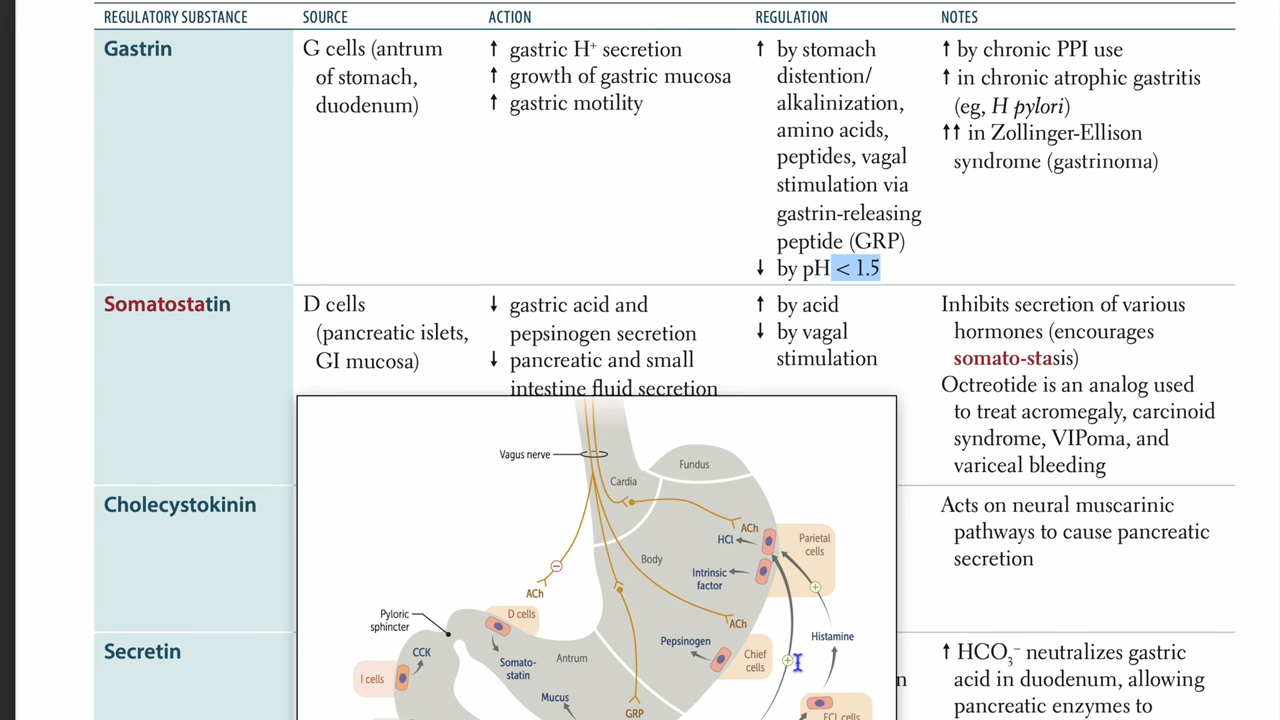 REGULATORY SUBSTANCE SOURCE ACTION REGULATION NOTES
Gastrin
G cells (antrum
of stomach,
duodenum)
↑ gastric H⁺ secretion
↑ growth of gastric mucosa
↑ gastric motility
↑ by stomach
distention/
alkalinization,
amino acids,
peptides, vagal
stimulation via
gastrin-releasing
peptide (GRP)
↓ by pH < 1.5
↑ by chronic PPI use
↑ in chronic atrophic gastritis
(eg, H pylori)
↑↑ in Zollinger-Ellison
syndrome (gastrinoma)
Somatostatin
D cells
(pancreatic islets,
GI mucosa)
↓ gastric acid and
pepsinogen secretion
↓ pancreatic and small
intestine fluid secretion
↑ by acid
↓ by vagal
stimulation
Inhibits secretion of various
hormones (encourages
somato-stasis)
Octreotide is an analog used
to treat acromegaly, carcinoid
syndrome, VIPoma, and
variceal bleeding
Cholecystokinin
Acts on neural muscarinic
pathways to cause pancreatic
secretion
Secretin
n
↑ HCO₃⁻ neutralizes gastric
acid in duodenum, allowing
pancreatic enzymes to
Vagus nerve
Fundus
Cardia
ACh
HCl
Parietal
cells
Body
Intrinsic
factor
ACh
D cells
Pyloric
sphincter
ACh
Histamine
Pepsinogen
Chief
cells
CCK
Antrum
Somato-
statin
I cells
Mucus
GRP
ECL cells